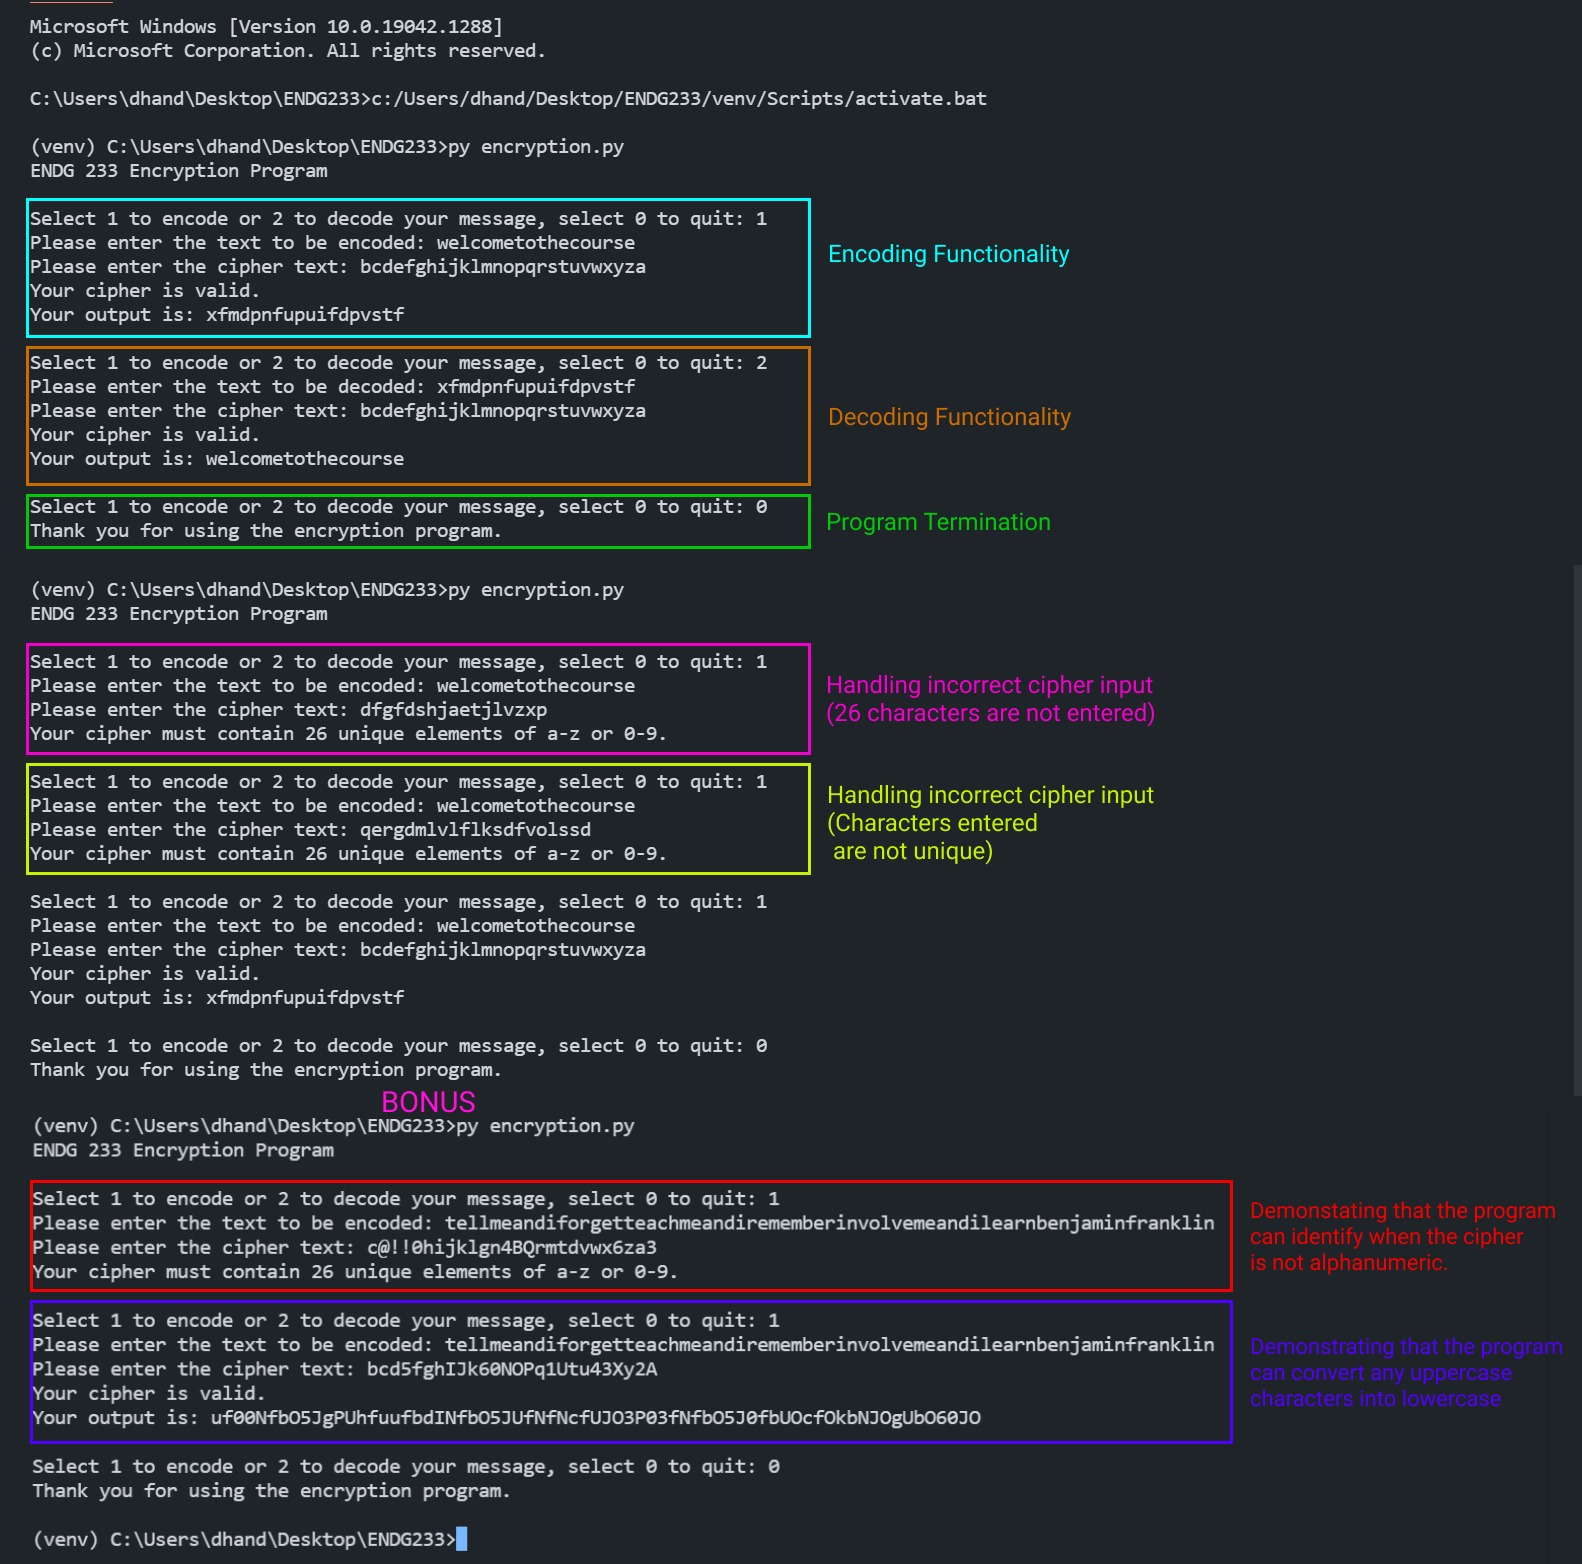 Microsoft Windows [Version 10.0.19042.1288]
(c) Microsoft Corporation. All rights reserved.
C:\Users\dhand\Desktop\ENDG233>c:/Users/dhand/Desktop/ENDG233/venv/Scripts/activate.bat
(venv) C:\Users\dhand\Desktop\ENDG233>py encryption.py
ENDG 233 Encryption Program
Select 1 to encode or 2 to decode your message, select 0 to quit: 1
Please enter the text to be encoded: welcometothecourse
Please enter the cipher text: bcdefghijklmnopqrstuvwxyza
Your cipher is valid.
Your output is: xfmdpnfupuifdpvstf
Encoding Functionality
Select 1 to encode or 2 to decode your message, select 0 to quit: 2
Please enter the text to be decoded: xfmdpnfupuifdpvstf
Please enter the cipher text: bcdefghijklmnopqrstuvwxyza
Your cipher is valid.
Your output is: welcometothecourse
Decoding Functionality
Select 1 to encode or 2 to decode your message, select 0 to quit: 0
Thank you for using the encryption program.
Program Termination
(venv) C:\Users\dhand\Desktop\ENDG233>py encryption.py
ENDG 233 Encryption Program
Select 1 to encode or 2 to decode your message, select 0 to quit: 1
Please enter the text to be encoded: welcometothecourse
Please enter the cipher text: dfgfdshjaetjlvzxp
Your cipher must contain 26 unique elements of a-z or 0-9.
Handling incorrect cipher input
(26 characters are not entered)
Select 1 to encode or 2 to decode your message, select 0 to quit: 1
Please enter the text to be encoded: welcometothecourse
Please enter the cipher text: qergdmlvlflksdfvolssd
Your cipher must contain 26 unique elements of a-z or 0-9.
Handling incorrect cipher input
(Characters entered
are not unique)
Select 1 to encode or 2 to decode your message, select 0 to quit: 1
Please enter the text to be encoded: welcometothecourse
Please enter the cipher text: bcdefghijklmnopqrstuvwxyza
Your cipher is valid.
Your output is: xfmdpnfupuifdpvstf
Select 1 to encode or 2 to decode your message, select 0 to quit: 0
Thank you for using the encryption program.
BONUS
(venv) C:\Users\dhand\Desktop\ENDG233>py encryption.py
ENDG 233 Encryption Program
Select 1 to encode or 2 to decode your message, select 0 to quit: 1
Please enter the text to be encoded: tellmeandiforgetteachmeandirememberinvolvemeandilearnbenjaminfranklin
Please enter the cipher text: c@!!0hijklgn4BQrmtdvwx6za3
Your cipher must contain 26 unique elements of a-z or 0-9.
Demonstating that the program
can identify when the cipher
is not alphanumeric.
Select 1 to encode or 2 to decode your message, select 0 to quit: 1
Please enter the text to be encoded: tellmeandiforgetteachmeandirememberinvolvemeandilearnbenjaminfranklin
Please enter the cipher text: bcd5fghIJk60NOPq1Utu43Xy2A
Your cipher is valid.
Your output is: uf00NfbO5JgPUhfuufbdINfbO5JUfNfNcfUJO3P03fNfbO5J0fbUOcfOkbNJOgUbO60JO
Demonstrating that the program
can convert any uppercase
characters into lowercase
Select 1 to encode or 2 to decode your message, select 0 to quit: 0
Thank you for using the encryption program.
(venv) C:\Users\dhand\Desktop\ENDG233>